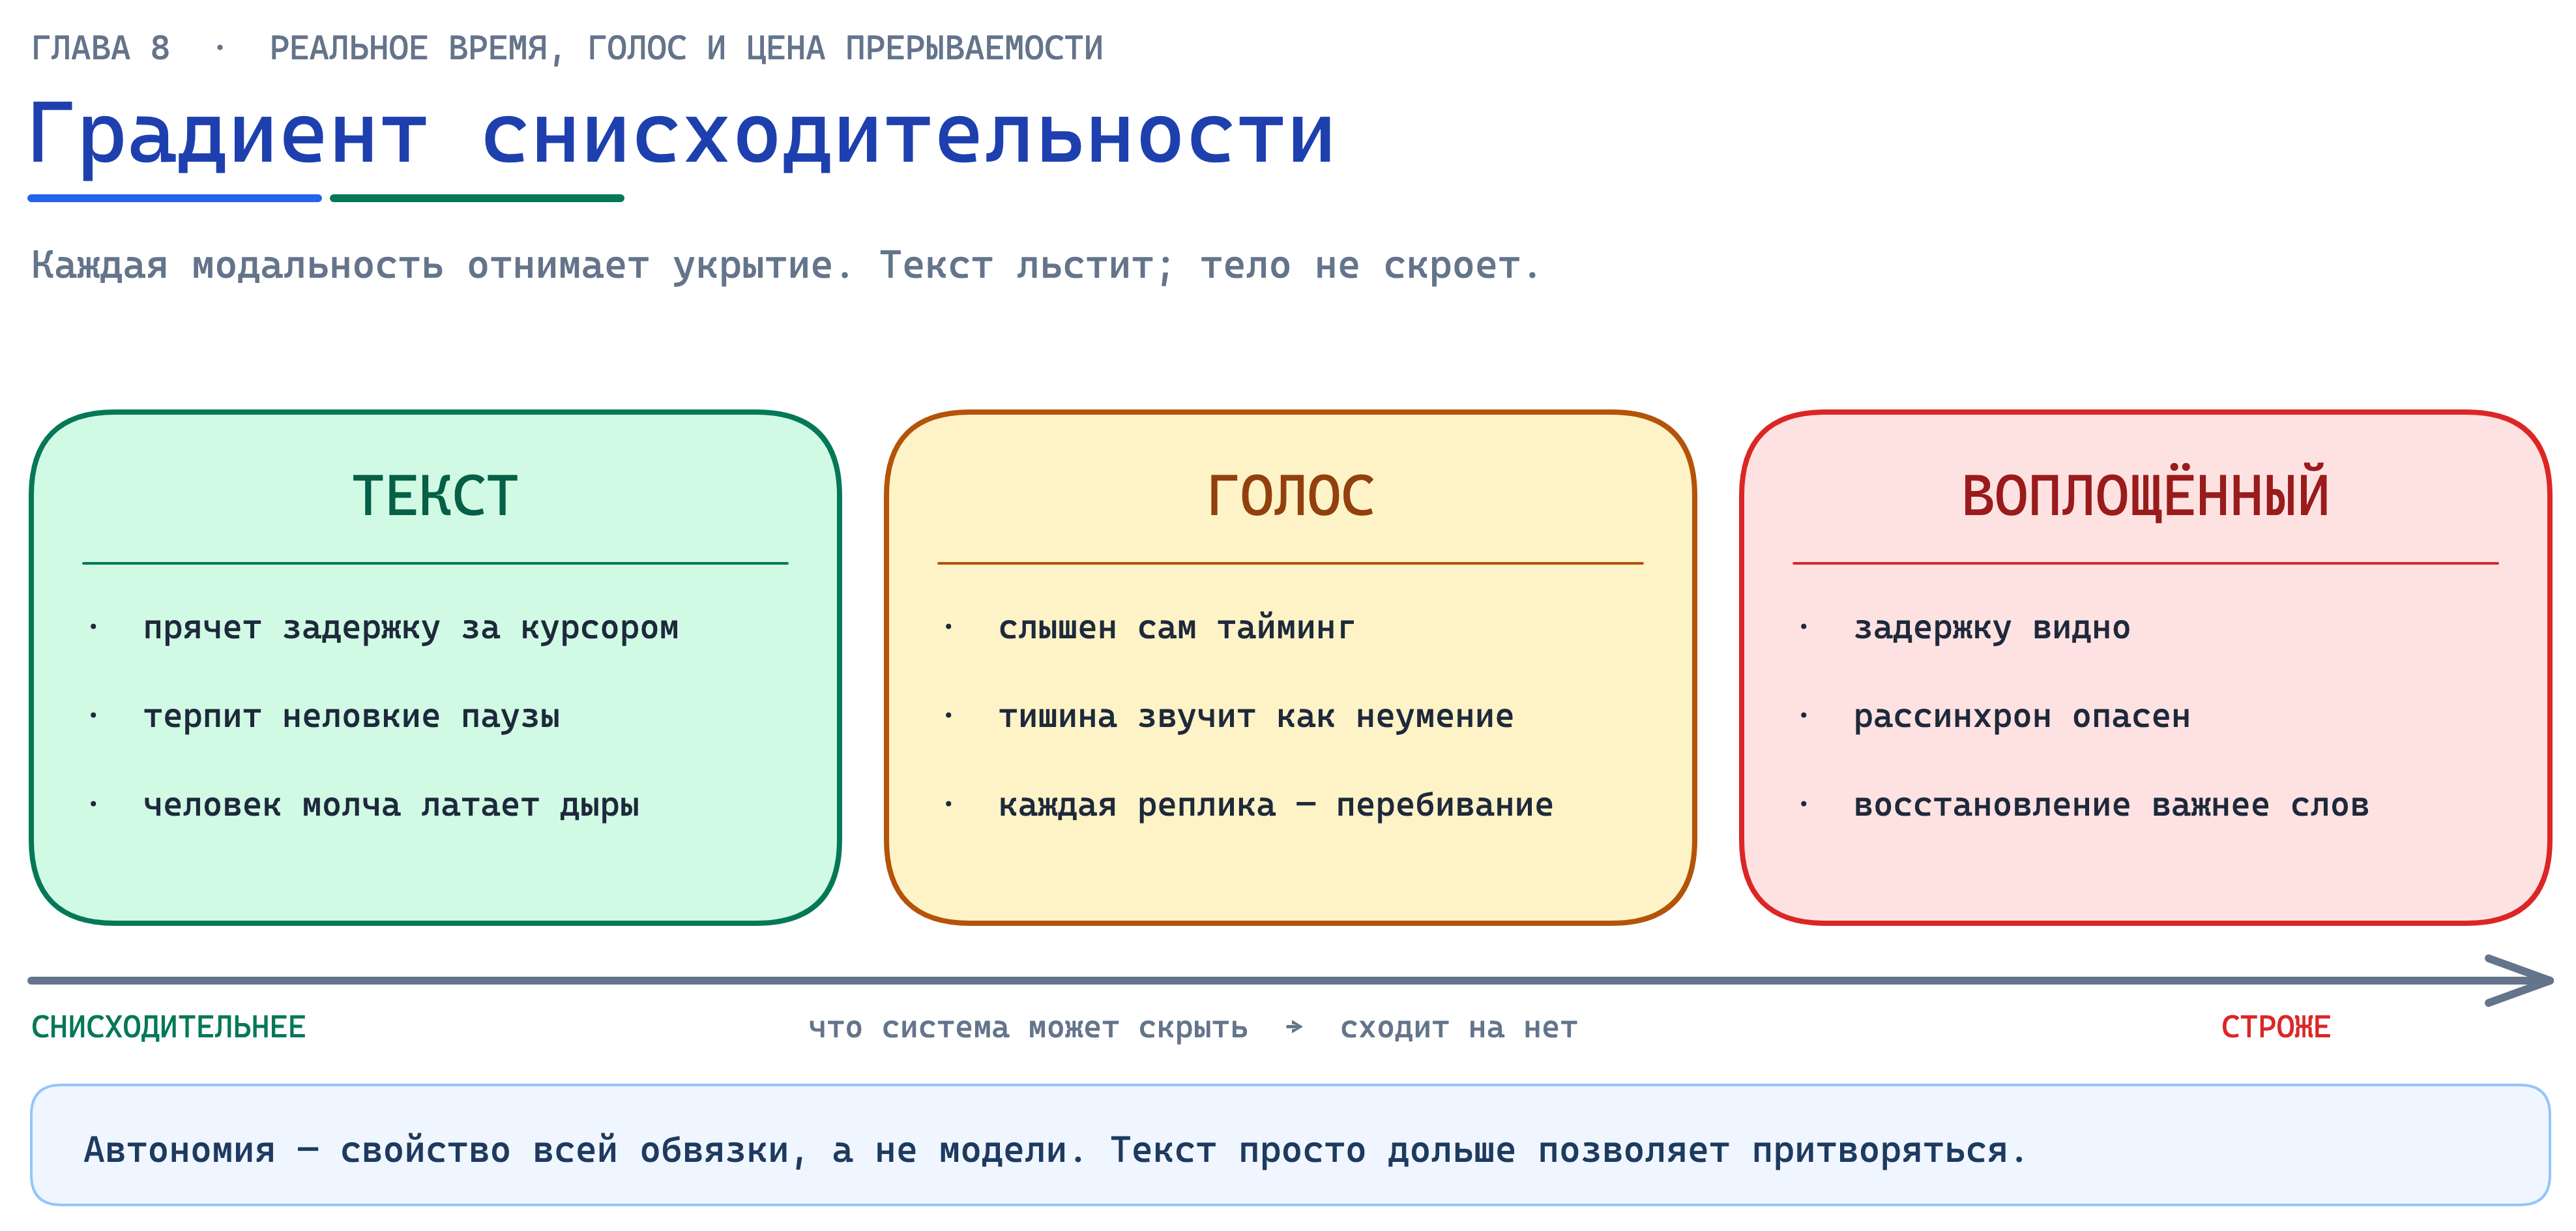 ГЛАВА 8 · РЕАЛЬНОЕ ВРЕМЯ, ГОЛОС И ЦЕНА ПРЕРЫВАЕМОСТИ
Градиент снисходительности
Каждая модальность отнимает укрытие. Текст льстит; тело не скроет.
ТЕКСТ
· прячет задержку за курсором
· терпит неловкие паузы
· человек молча латает дыры
ГОЛОС
· слышен сам тайминг
· тишина звучит как неумение
· каждая реплика — перебивание
ВОПЛОЩЁННЫЙ
· задержку видно
· рассинхрон опасен
· восстановление важнее слов
СНИСХОДИТЕЛЬНЕЕ
что система может скрыть → сходит на нет
СТРОЖЕ
Автономия — свойство всей обвязки, а не модели. Текст просто дольше позволяет притворяться.